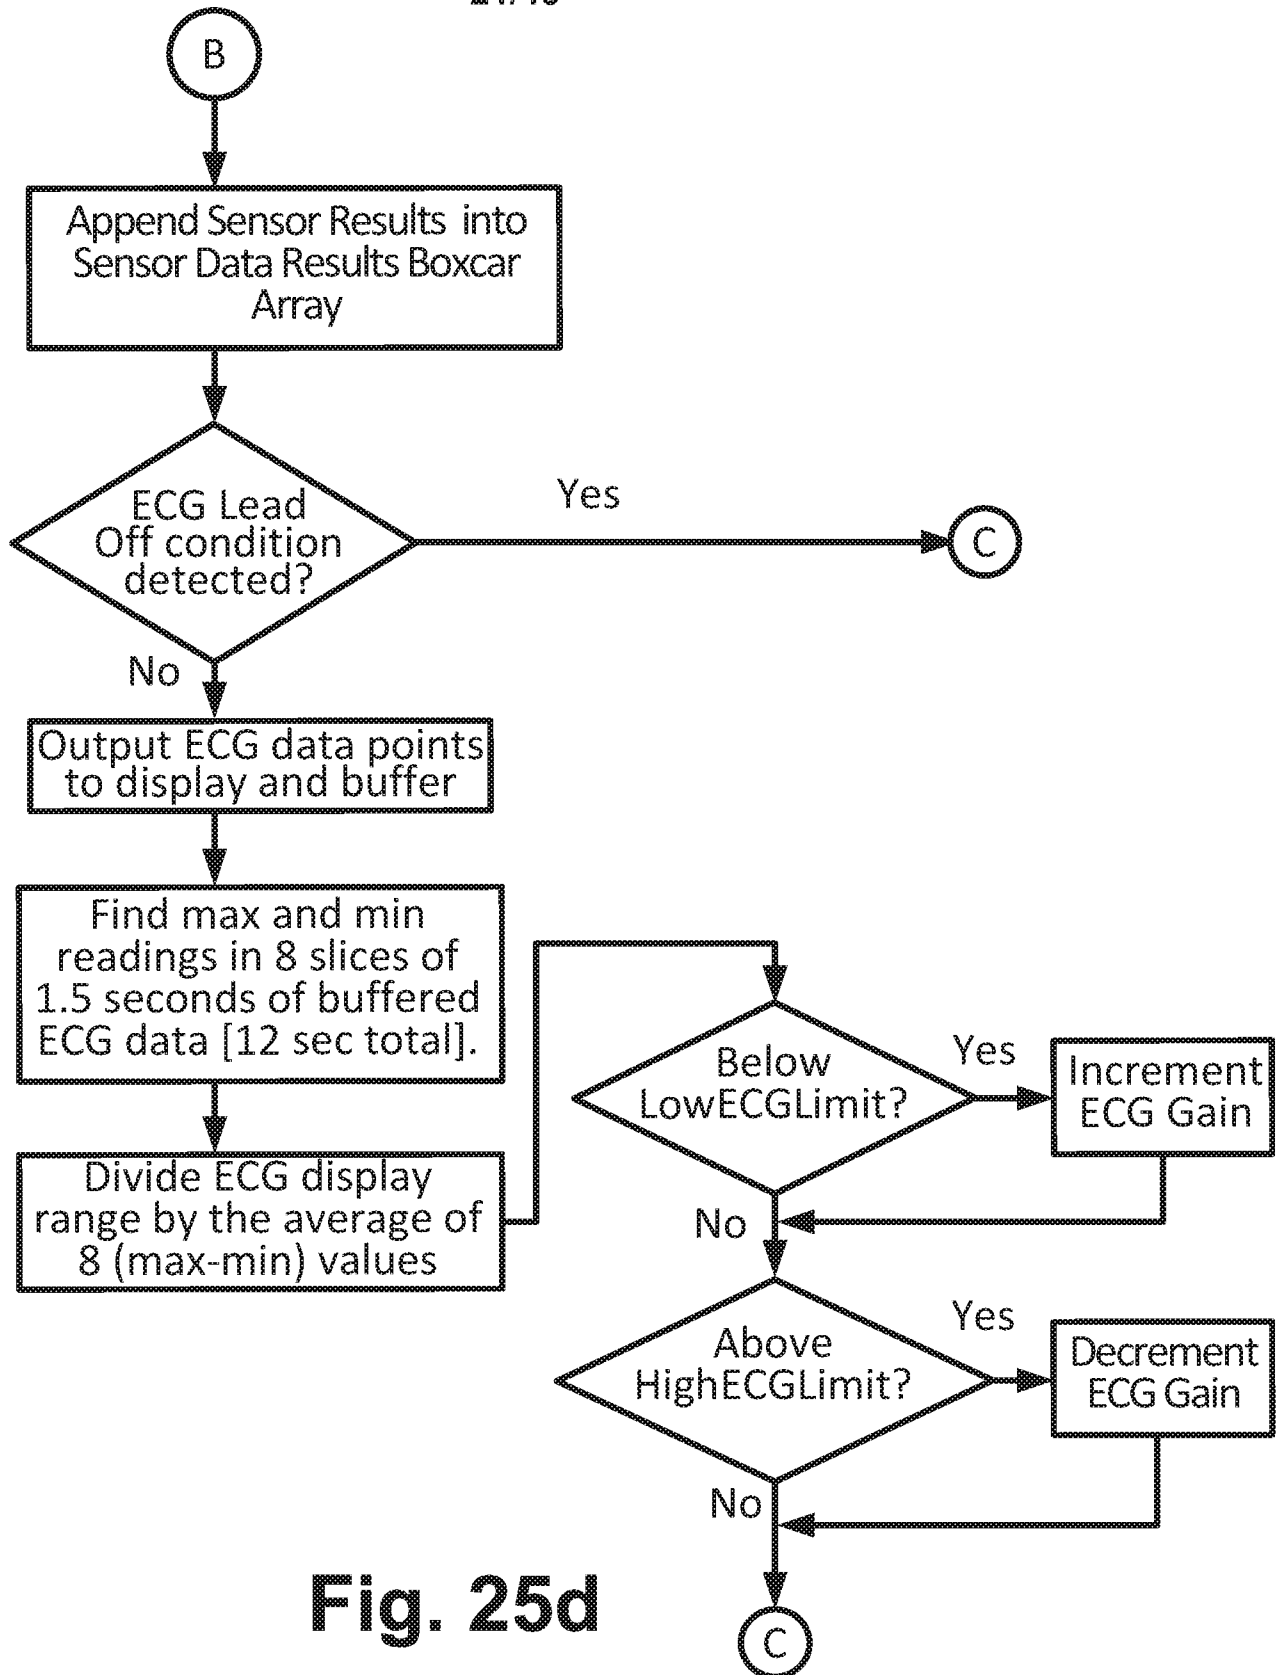 B
Append Sensor Results into
Sensor Data Results Boxcar
Array
ECG Lead
Off condition
detected?
Yes
C
No
Output ECG data points
to display and buffer
Find max and min
readings in 8 slices of
1.5 seconds of buffered
ECG data [12 sec total].
Divide ECG display
range by the average of
8 (max-min) values
Below
LowECGLimit?
Yes
Increment
ECG Gain
No
Above
HighECGLimit?
Yes
Decrement
ECG Gain
No
C
Fig. 25d